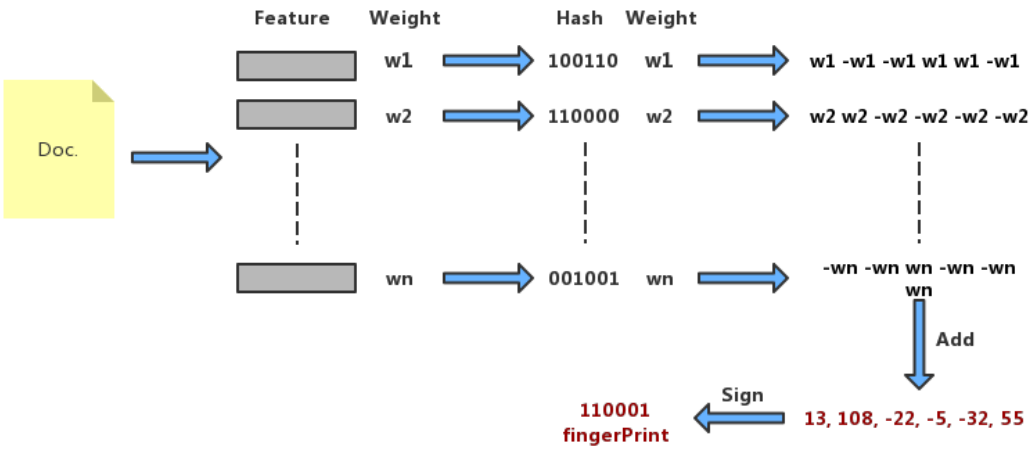 Feature Weight Hash Weight
w1 100110 w1 w1 -w1 -w1 w1 w1 -w1
w2 110000 w2 w2 w2 -w2 -w2 -w2 -w2
Doc.
wn 001001 wn -wn -wn wn -wn -wn
wn
Add
Sign
110001 13, 108, -22, -5, -32, 55
fingerPrint